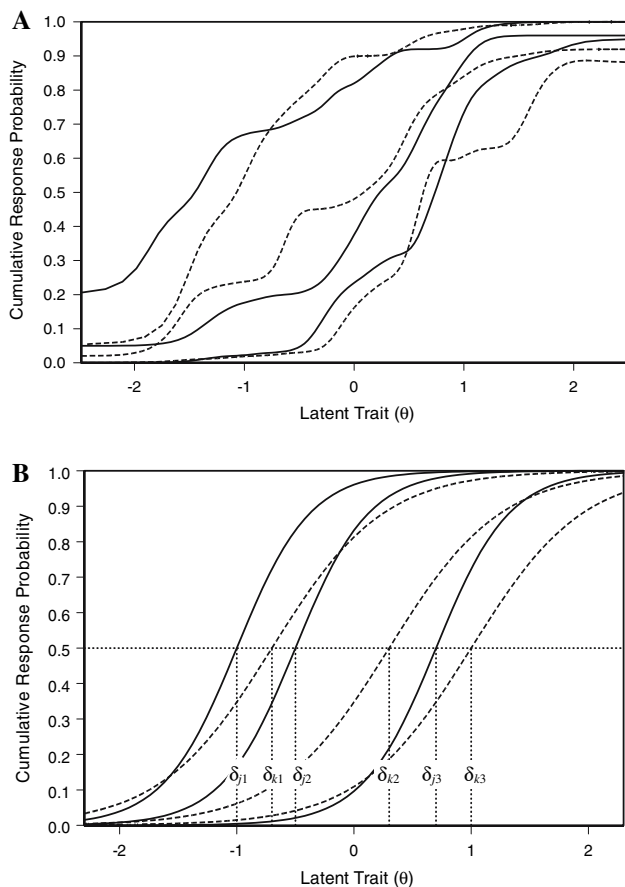 A
Cumulative Response Probability
1.0
0.9
0.8
0.7
0.6
0.5
0.4
0.3
0.2
0.1
0.0
-2 -1 0 1 2
Latent Trait (θ)
B
Cumulative Response Probability
1.0
0.9
0.8
0.7
0.6
0.5
0.4
0.3
0.2
0.1
0.0
δj1 δk1 δj2 δk2 δj3 δk3
-2 -1 0 1 2
Latent Trait (θ)